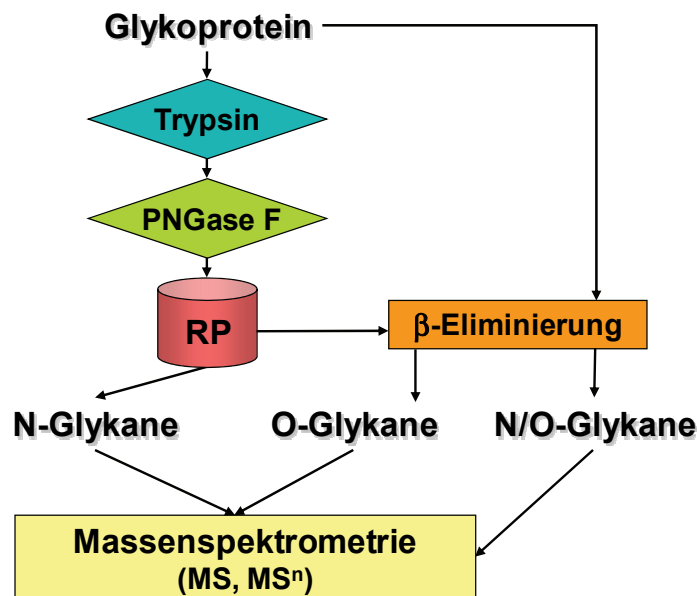 Glykoprotein
Trypsin
PNGase F
RP
β-Eliminierung
N-Glykane
O-Glykane
N/O-Glykane
Massenspektrometrie
(MS, MSⁿ)